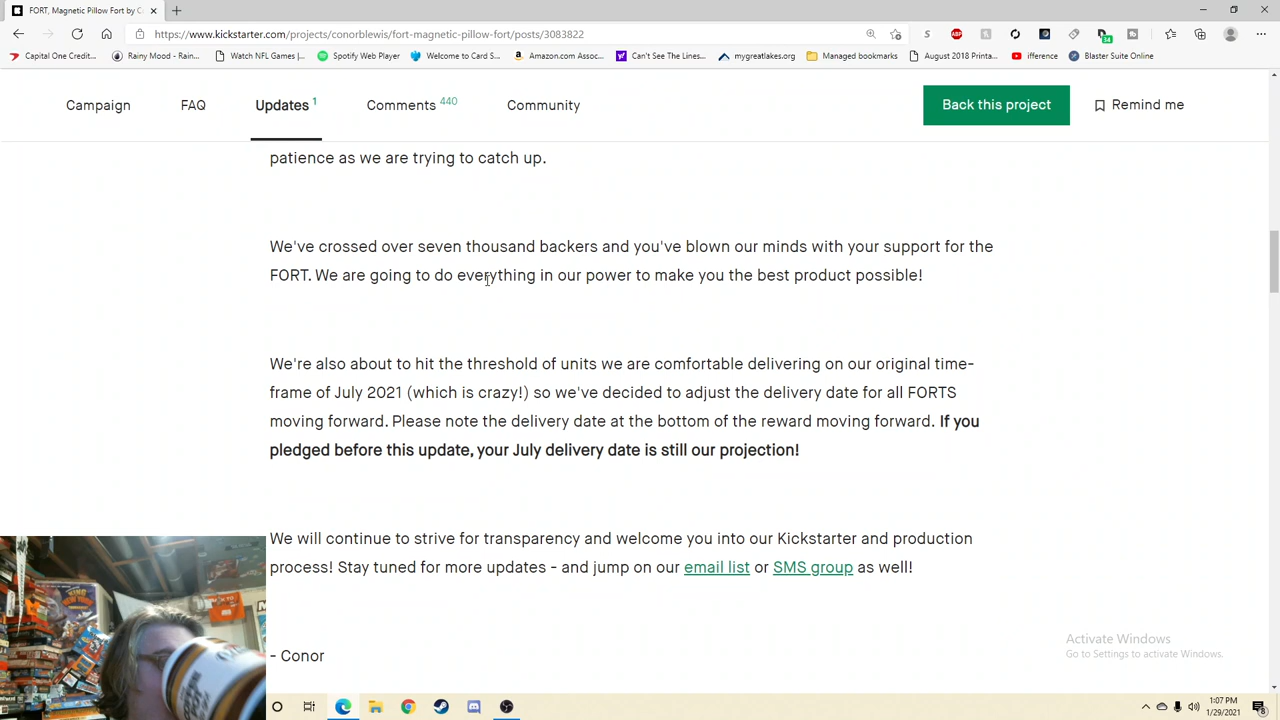 FORT, Magnetic Pillow Fort by C
https://www.kickstarter.com/projects/conorblewis/fort-magnetic-pillow-fort/posts/3083822
Capital One Credit... Rainy Mood - Rain... Watch NFL Games |... Spotify Web Player Welcome to Card S... Amazon.com Assoc... Can't See The Lines... mygreatlakes.org Managed bookmarks August 2018 Printa... ifference Blaster Suite Online
Campaign FAQ Updates 1 Comments 440 Community Back this project Remind me
patience as we are trying to catch up.
We've crossed over seven thousand backers and you've blown our minds with your support for the
FORT. We are going to do everything in our power to make you the best product possible!
We're also about to hit the threshold of units we are comfortable delivering on our original time-
frame of July 2021 (which is crazy!) so we've decided to adjust the delivery date for all FORTS
moving forward. Please note the delivery date at the bottom of the reward moving forward. If you
pledged before this update, your July delivery date is still our projection!
We will continue to strive for transparency and welcome you into our Kickstarter and production
process! Stay tuned for more updates - and jump on our email list or SMS group as well!
- Conor
Activate Windows
Go to Settings to activate Windows.
1:07 PM
1/29/2021